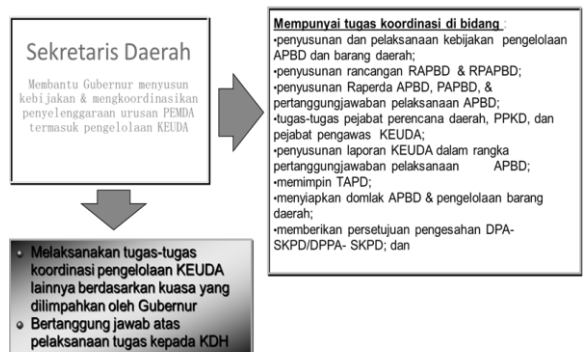 Sekretaris Daerah
Membantu Gubernur menyusun
kebijakan & mengkoordinasikan
penyelenggaraan urusan PEMDA
termasuk pengelolaan KEUDA
Mempunyai tugas koordinasi di bidang :
•penyusunan dan pelaksanaan kebijakan pengelolaan
APBD dan barang daerah;
•penyusunan rancangan RAPBD & RPAPBD;
•penyusunan Raperda APBD, PAPBD, &
pertanggungjawaban pelaksanaan APBD;
•tugas-tugas pejabat perencana daerah, PPKD, dan
pejabat pengawas KEUDA;
•penyusunan laporan KEUDA dalam rangka
pertanggungjawaban pelaksanaan APBD;
•memimpin TAPD;
•menyiapkan domlak APBD & pengelolaan barang
daerah;
•memberikan persetujuan pengesahan DPA-
SKPD/DPPA- SKPD; dan
Melaksanakan tugas-tugas
koordinasi pengelolaan KEUDA
lainnya berdasarkan kuasa yang
dilimpahkan oleh Gubernur
Bertanggung jawab atas
pelaksanaan tugas kepada KDH